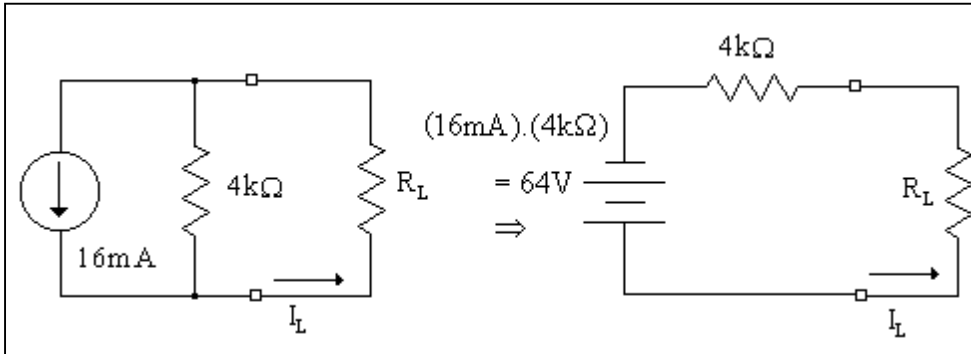 4kΩ
16mA
R_L
I_L
(16mA).(4kΩ)
= 64V
⇒
4kΩ
R_L
I_L